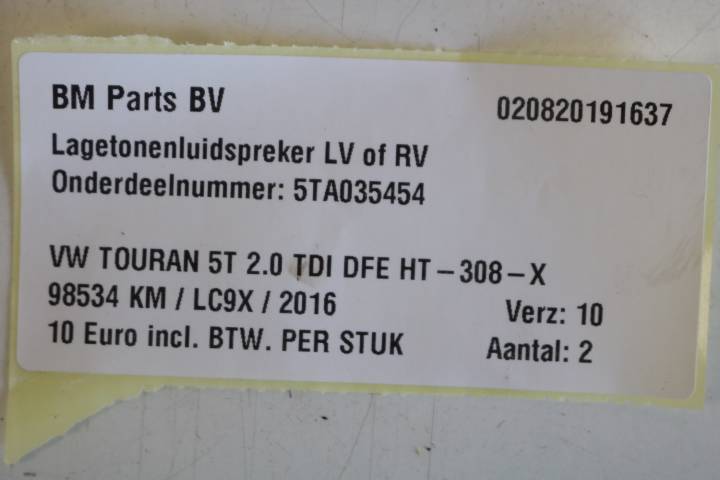 BM Parts BV 020820191637
Lagetonenluidspreker LV of RV
Onderdeelnummer: 5TA035454
VW TOURAN 5T 2.0 TDI DFE HT-308-X
98534 KM / LC9X / 2016 Verz: 10
10 Euro incl. BTW. PER STUK Aantal: 2